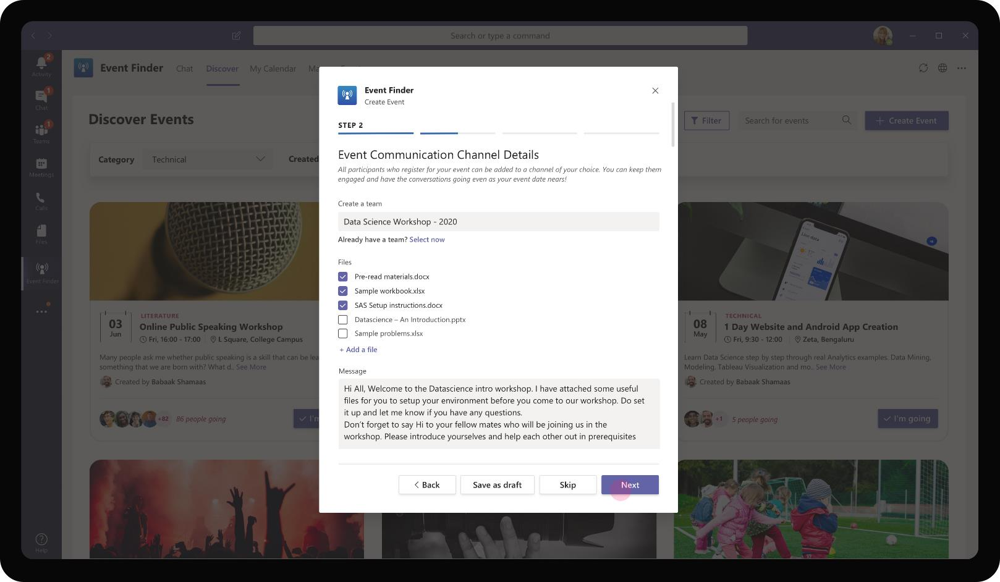 Search or type a command
2
Activity
1
Chat
1
Teams
Meetings
Calls
Files
Event Finder
Help
Event Finder
Chat
Discover
My Calendar
Discover Events
Filter
Search for events
+ Create Event
Category
Technical
Created
03
Jun
LITERATURE
Online Public Speaking Workshop
Fri, 16:00 - 17:00
L Square, College Campus
Many people ask me whether public speaking is a skill that can be
something that we are born with? What d.. See More
Created by Babaak Shamaas
+82
86 people going
Event Finder
Create Event
STEP 2
Event Communication Channel Details
All participants who register for your event can be added to a channel of your choice. You can keep them
engaged and have the conversations going even as your event date nears!
Create a team
Data Science Workshop - 2020
Already have a team? Select now
Files
Pre-read materials.docx
Sample workbook.xlsx
SAS Setup instructions.docx
Datascience – An Introduction.pptx
Sample problems.xlsx
+ Add a file
Message
Hi All, Welcome to the Datascience intro workshop. I have attached some useful
files for you to setup your environment before you come to our workshop. Do set
it up and let me know if you have any questions.
Don't forget to say Hi to your fellow mates who will be joining us in the
workshop. Please introduce yourselves and help each other out in prerequisites
Back
Save as draft
Skip
Next
Live data
08
May
TECHNICAL
1 Day Website and Android App Creation
Fri, 9:30 - 12:00
Zeta, Bengaluru
Learn Data Science step by step through real Analytics examples. Data Mining,
Modeling, Tableau Visualization and mo.. See More
Created by Babaak Shamaas
+1
5 people going
I'm going